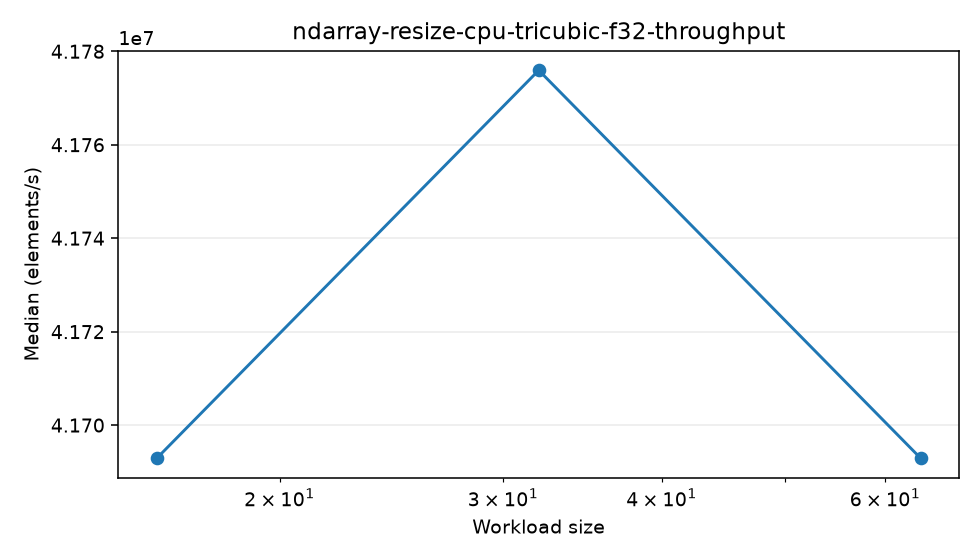 ndarray-resize-cpu-tricubic-f32-throughput
1e7
4.178
4.176
4.174
4.172
4.170
Median (elements/s)
2 × 10¹
3 × 10¹
4 × 10¹
6 × 10¹
Workload size